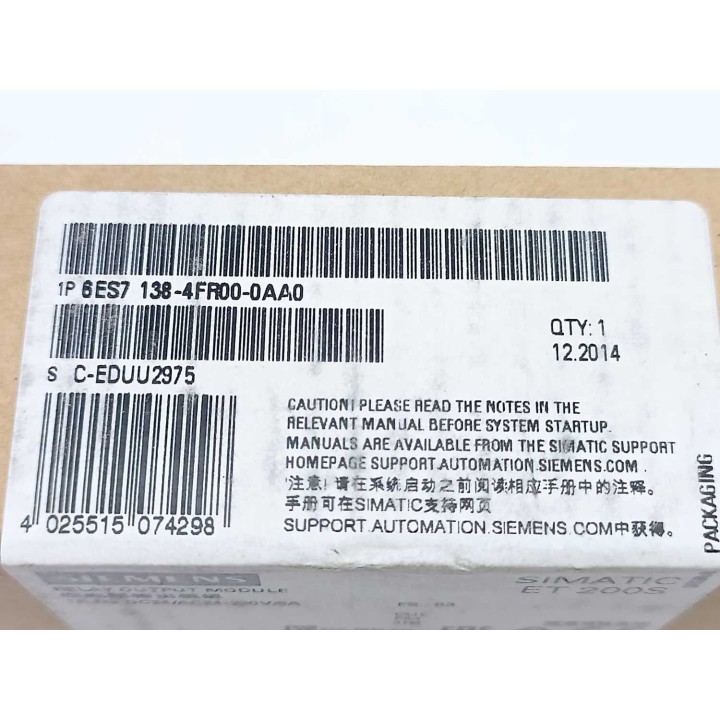 1P 6ES7 138-4FR00-0AA0
QTY: 1
12.2014
S C-EDUU2975
CAUTION! PLEASE READ THE NOTES IN THE
RELEVANT MANUAL BEFORE SYSTEM STARTUP.
MANUALS ARE AVAILABLE FROM THE SIMATIC SUPPORT
HOMEPAGE SUPPORT.AUTOMATION.SIEMENS.COM .
注意! 请在系统启动之前阅读相应手册中的注释。
手册可在SIMATIC支持网页
SUPPORT.AUTOMATION.SIEMENS.COM中获得。
4 025515 074298
PACKAGING
SIEMENS
SIMATIC
RELAY OUTPUT MODULE
ET 200S